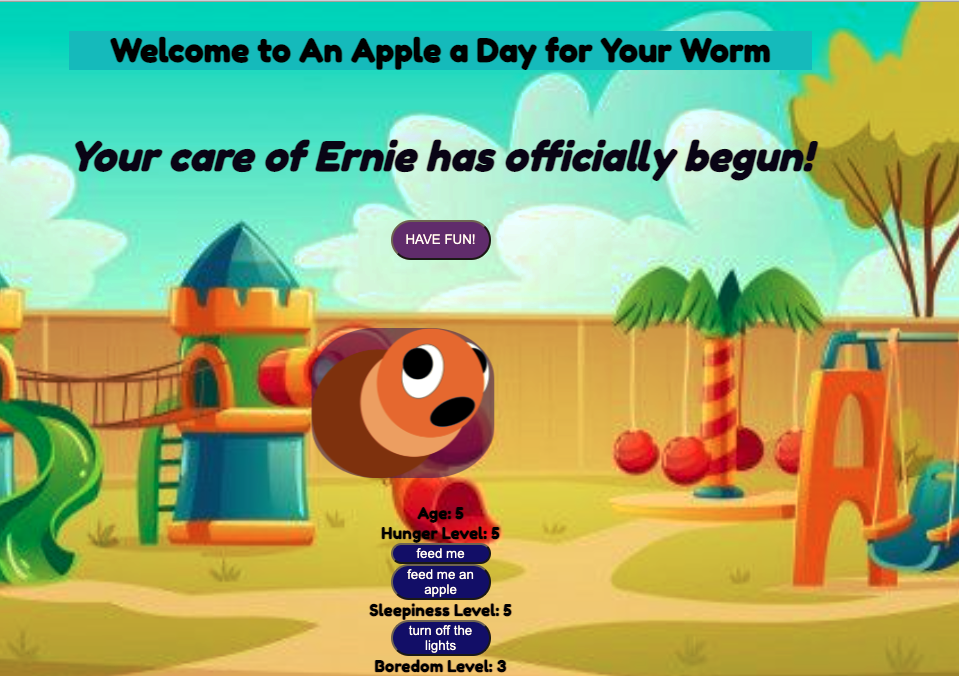 Welcome to An Apple a Day for Your Worm
Your care of Ernie has officially begun!
HAVE FUN!
Age: 5
Hunger Level: 5
feed me
feed me an
apple
Sleepiness Level: 5
turn off the
lights
Boredom Level: 3